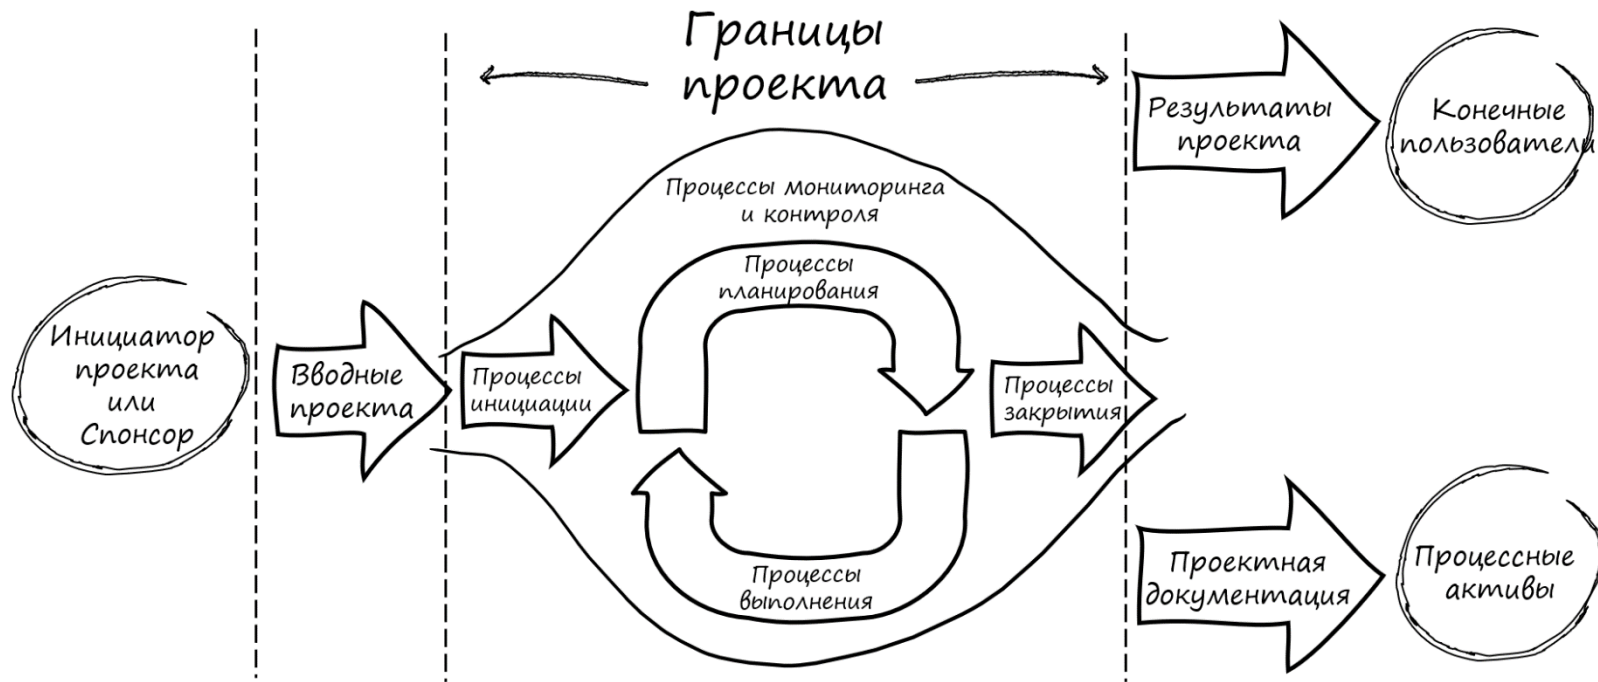 Границы
проекта
Инициатор
проекта
или
Спонсор
Вводные
проекта
Процессы мониторинга
и контроля
Процессы
инициации
Процессы
планирования
Процессы
выполнения
Процессы
закрытия
Результаты
проекта
Конечные
пользователи
Проектная
документация
Процессные
активы